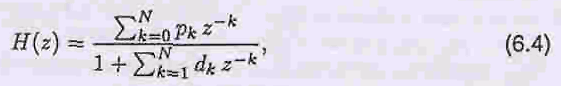 H(z) = \frac{\sum_{k=0}^{N} p_k z^{-k}}{1 + \sum_{k=1}^{N} d_k z^{-k}}, (6.4)